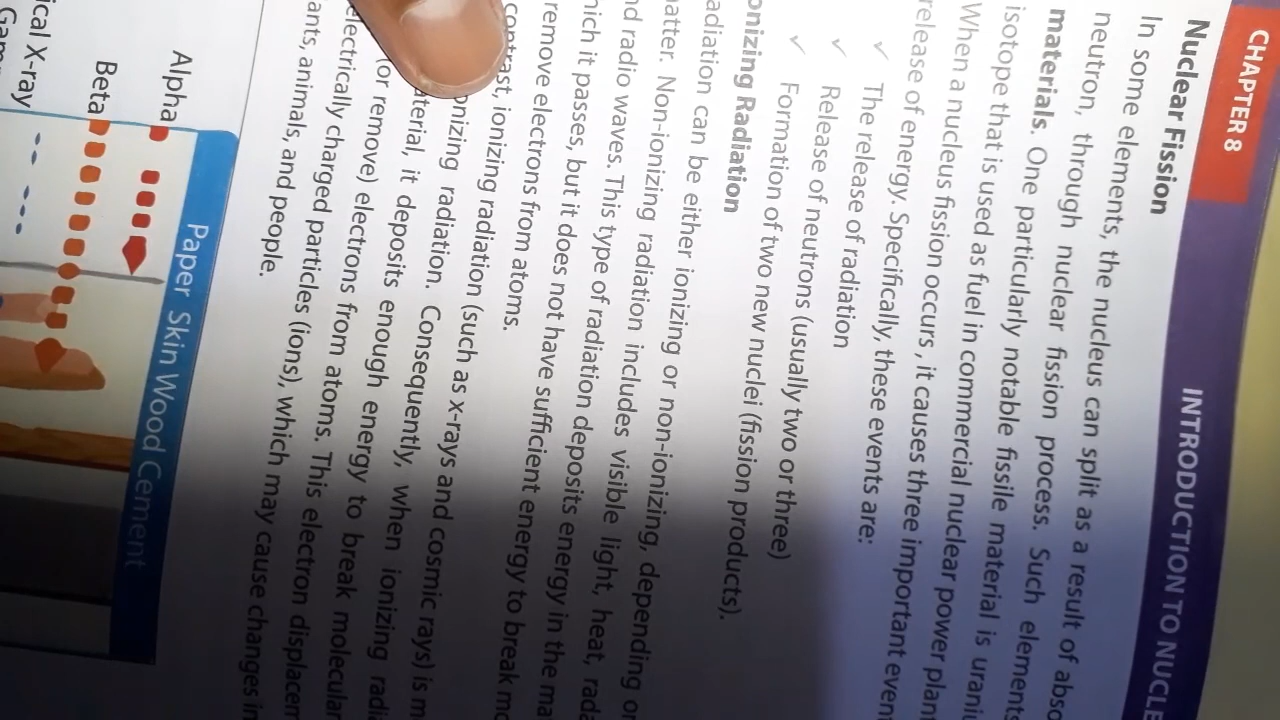 CHAPTER 8
INTRODUCTION TO NUCLE
Nuclear Fission
In some elements, the nucleus can split as a result of abso
neutron, through nuclear fission process. Such elements
materials. One particularly notable fissile material is urani
isotope that is used as fuel in commercial nuclear power plant
When a nucleus fission occurs, it causes three important event
release of energy. Specifically, these events are:
✓ The release of radiation
✓ Release of neutrons (usually two or three)
✓ Formation of two new nuclei (fission products).
onizing Radiation
adiation can be either ionizing or non-ionizing, depending or
atter. Non-ionizing radiation includes visible light, heat, rada
nd radio waves. This type of radiation deposits energy in the ma
hich it passes, but it does not have sufficient energy to break mo
remove electrons from atoms.
contrast, ionizing radiation (such as x-rays and cosmic rays) is m
onizing radiation. Consequently, when ionizing radi
aterial, it deposits enough energy to break molecular
(or remove) electrons from atoms. This electron displacem
electrically charged particles (ions), which may cause changes in
ants, animals, and people.
Paper Skin Wood Cement
Alpha
Beta
ical X-ray
Gam